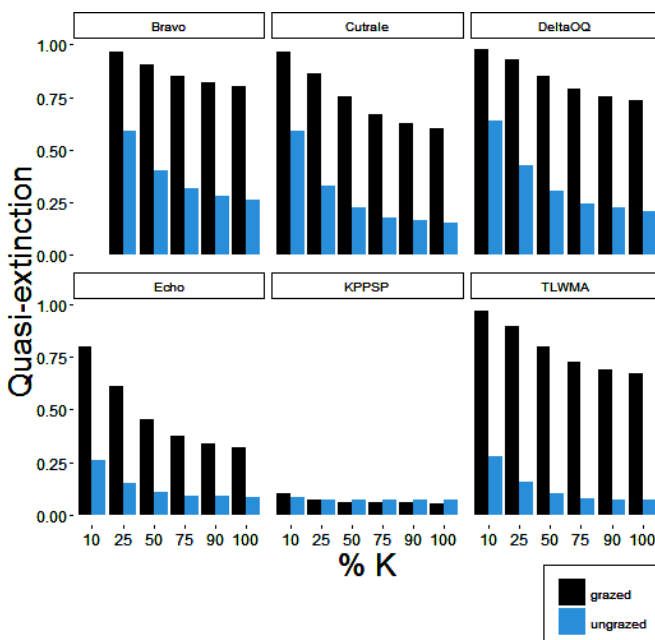 Bravo Cutrale DeltaOQ
1.00
0.75
0.50
0.25
0.00
Quasi-extinction
Echo KPPSP TLWMA
1.00
0.75
0.50
0.25
0.00
10 25 50 75 90 100 10 25 50 75 90 100 10 25 50 75 90 100
% K
grazed
ungrazed